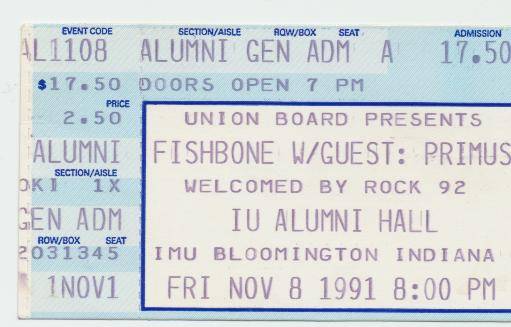 EVENT CODE SECTION/AISLE ROW/BOX SEAT ADMISSION
AL1108 ALUMNI GEN ADM A 17.50
$17.50 DOORS OPEN 7 PM
PRICE
2.50 UNION BOARD PRESENTS
ALUMNI FISHBONE W/GUEST: PRIMUS
SECTION/AISLE
OKI 1X WELCOMED BY ROCK 92
GEN ADM IU ALUMNI HALL
ROW/BOX SEAT
2031345 IMU BLOOMINGTON INDIANA
1NOV1 FRI NOV 8 1991 8:00 PM